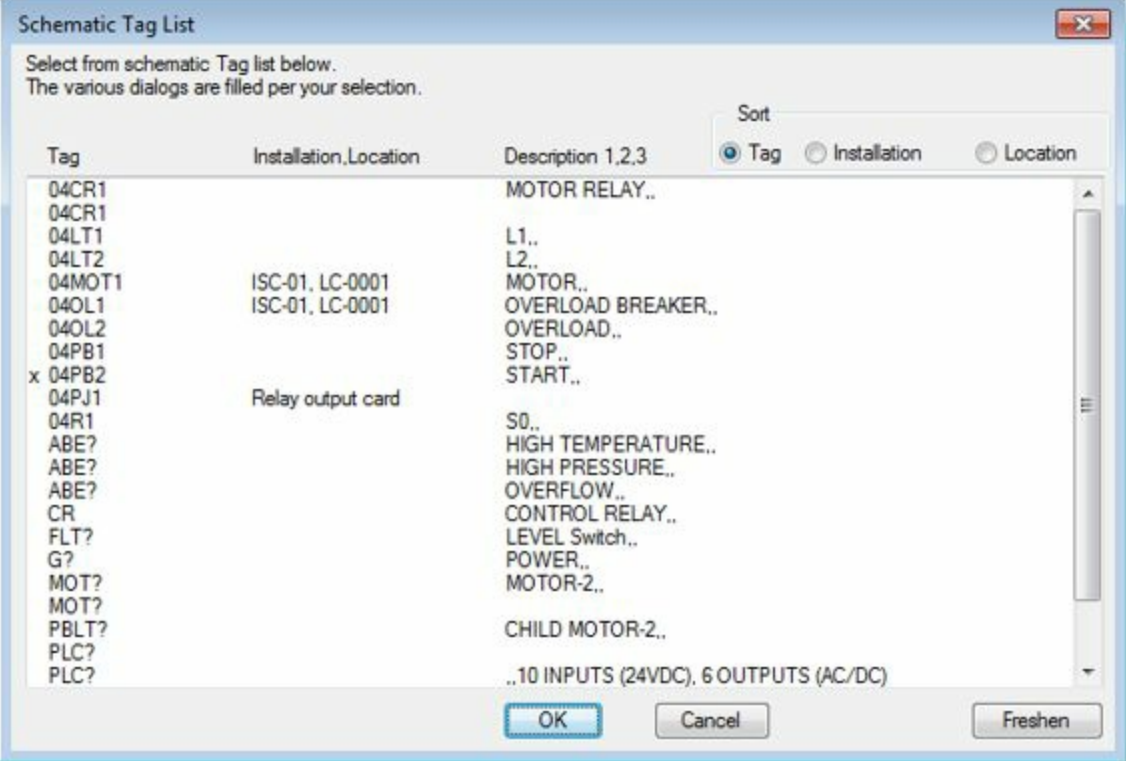 Schematic Tag List
Select from schematic Tag list below.
The various dialogs are filled per your selection.
Sort
Tag Installation,Location Description 1,2,3 Tag Installation Location
04CR1 MOTOR RELAY,,
04CR1
04LT1 L1,,
04LT2 L2,,
04MOT1 ISC-01, LC-0001 MOTOR,,
04OL1 ISC-01, LC-0001 OVERLOAD BREAKER,,
04OL2 OVERLOAD,,
04PB1 STOP,,
x 04PB2 START,,
04PJ1 Relay output card
04R1 S0,,
ABE? HIGH TEMPERATURE,,
ABE? HIGH PRESSURE,,
ABE? OVERFLOW,,
CR CONTROL RELAY,,
FLT? LEVEL Switch,,
G? POWER,,
MOT? MOTOR-2,,
MOT?
PBLT? CHILD MOTOR-2,,
PLC?
PLC? ,,10 INPUTS (24VDC), 6 OUTPUTS (AC/DC)
OK Cancel Freshen